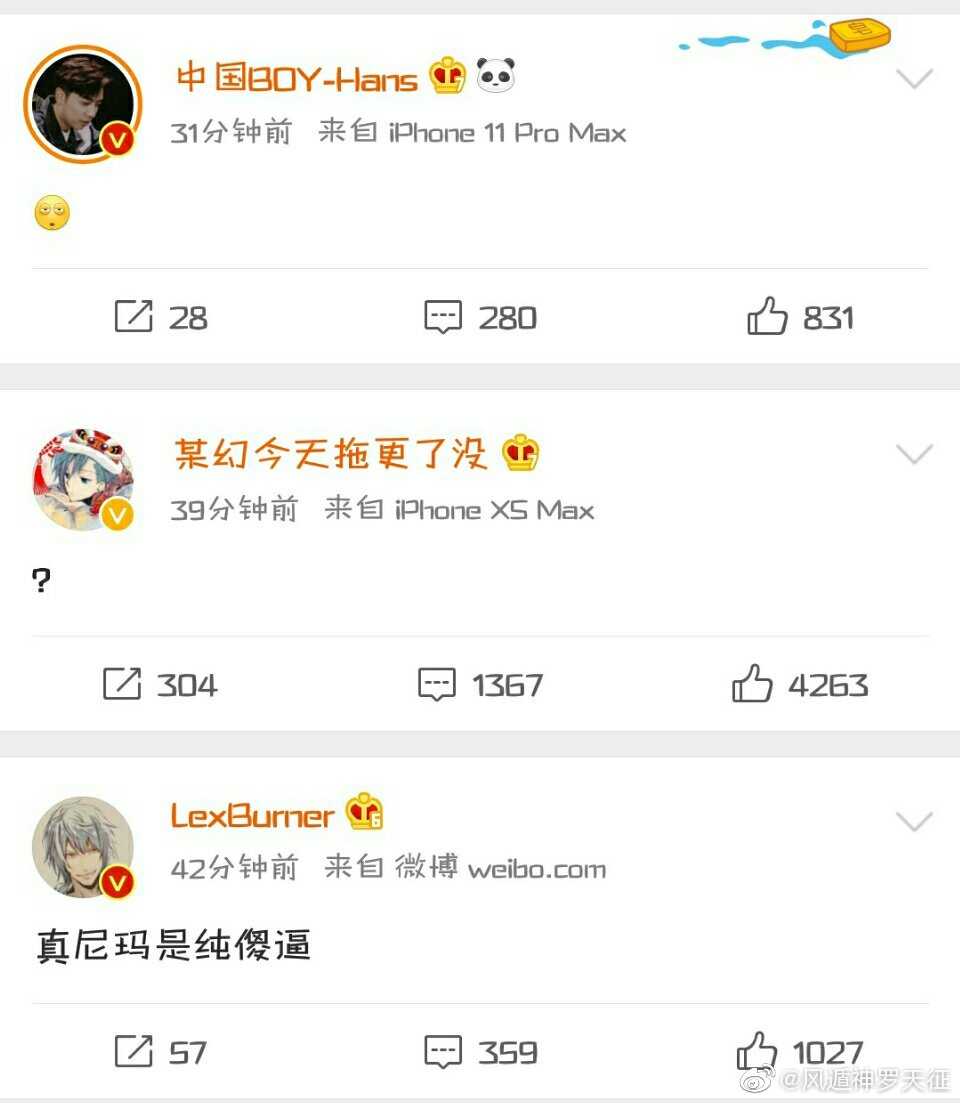 中国BOY-Hans
31分钟前 来自 iPhone 11 Pro Max
28 280 831
某幻今天拖更了没
39分钟前 来自 iPhone XS Max
?
304 1367 4263
LexBurner
42分钟前 来自 微博 weibo.com
真尼玛是纯傻逼
57 359 1027
@风遁神罗天征